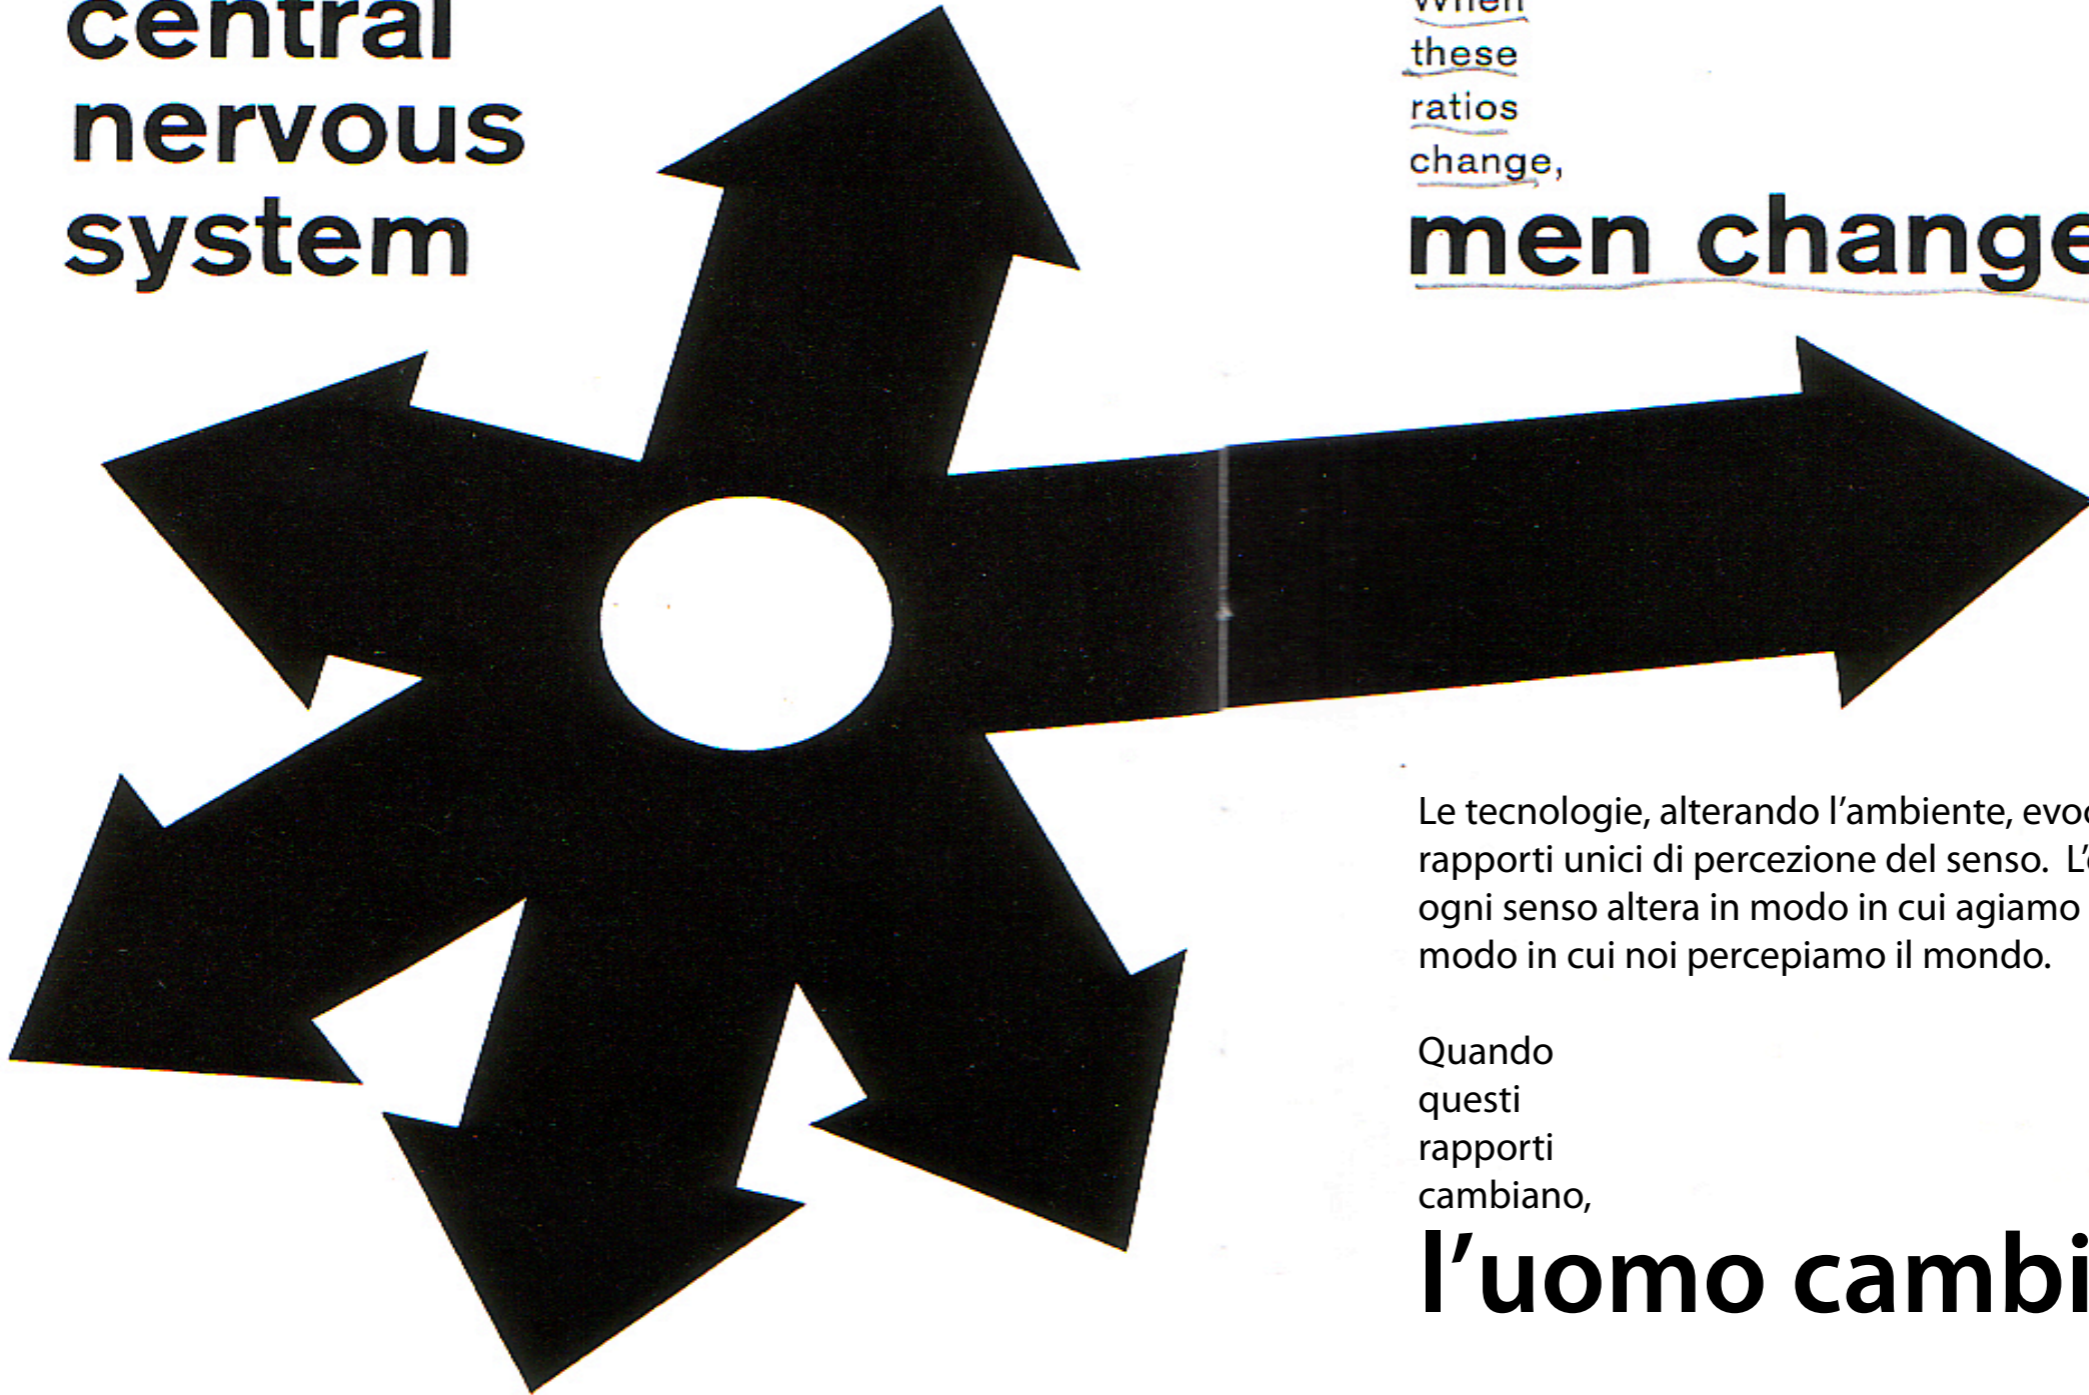 central
nervous
system
When
these
ratios
change,
men change
Le tecnologie, alterando l'ambiente, evoc
rapporti unici di percezione del senso. L'e
ogni senso altera in modo in cui agiamo
modo in cui noi percepiamo il mondo.
Quando
questi
rapporti
cambiano,
l'uomo cambi